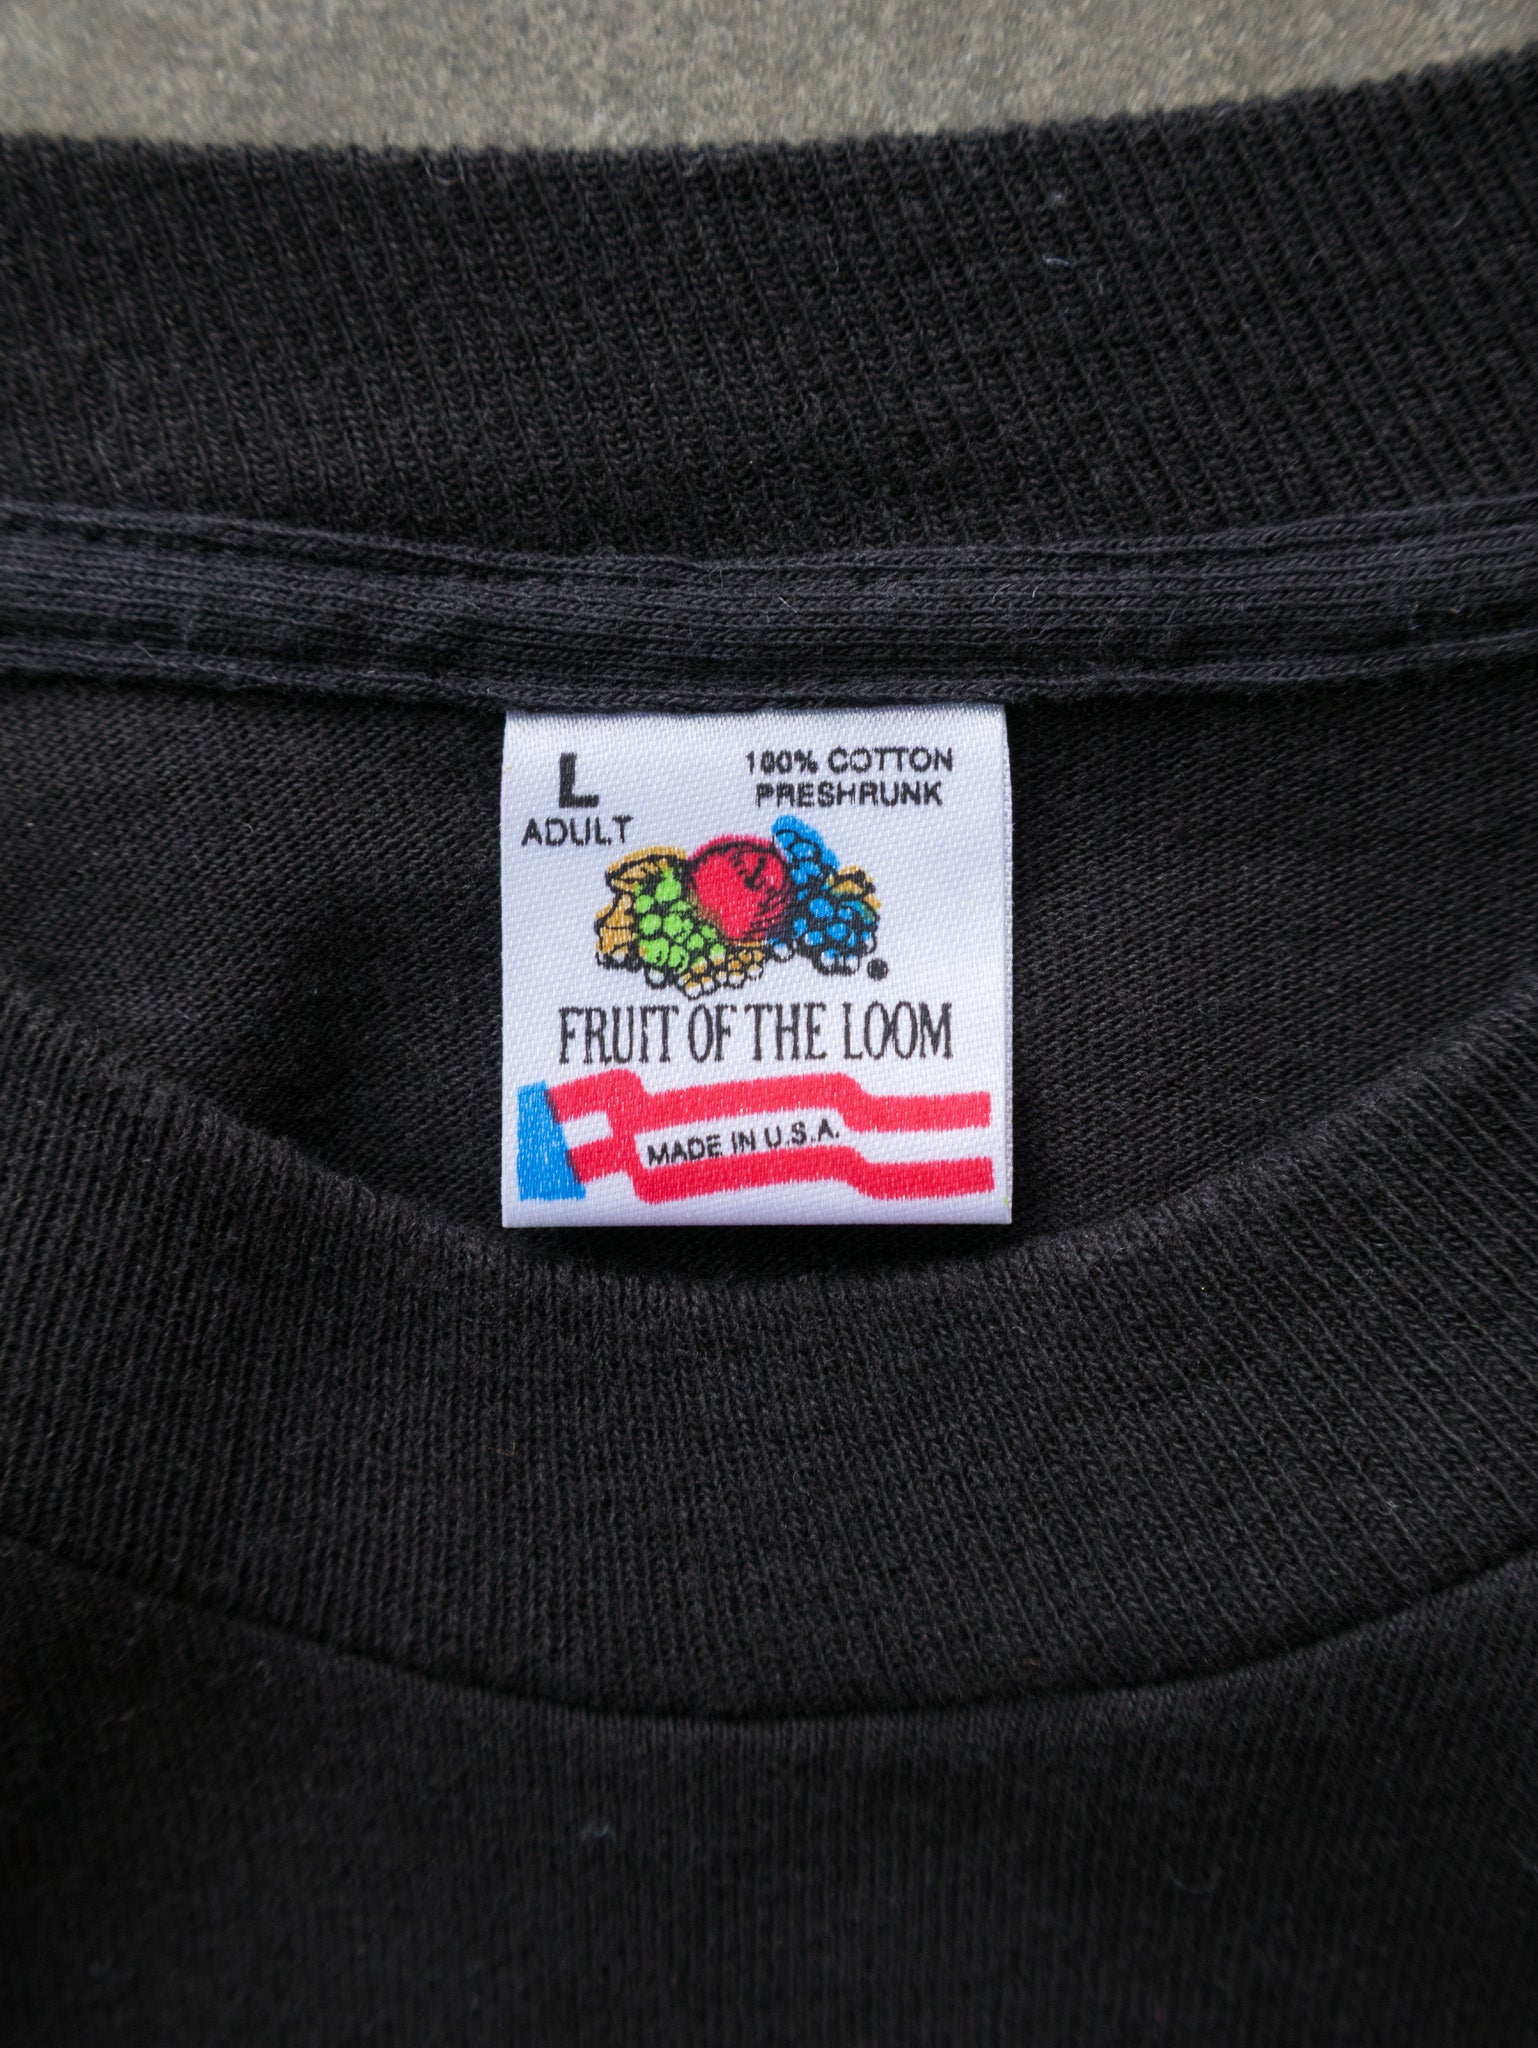 L
ADULT
100% COTTON
PRESHRUNK
FRUIT OF THE LOOM
MADE IN U.S.A.